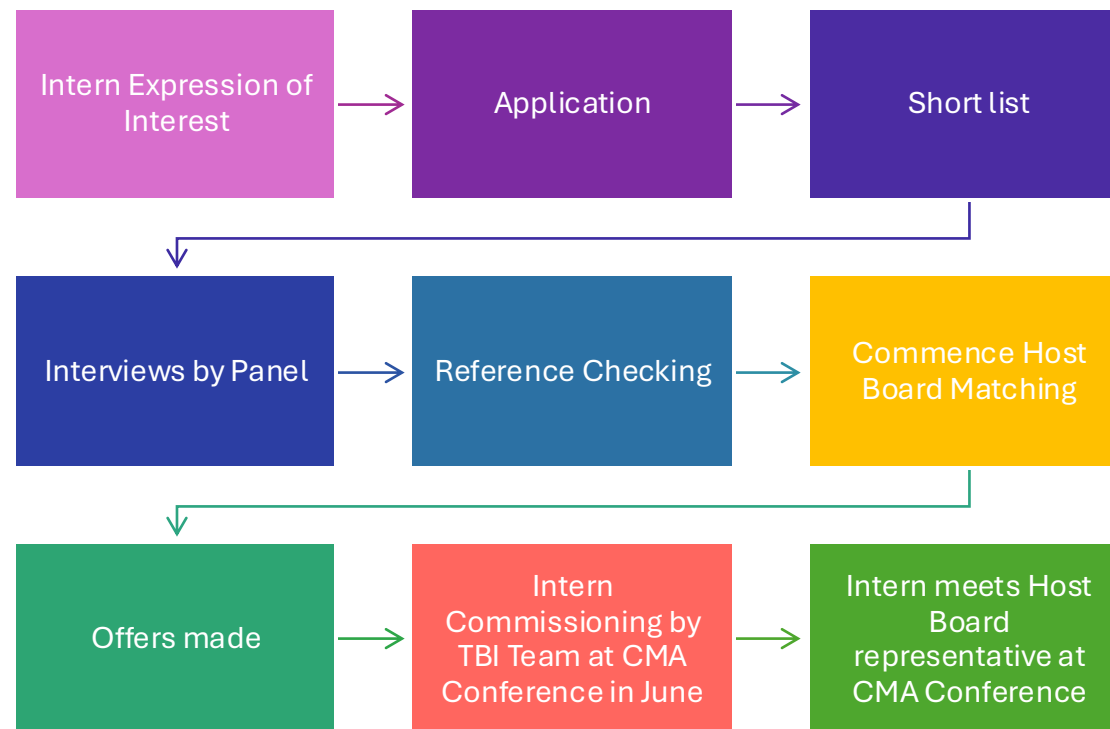 Intern Expression of
Interest
Application
Short list
Interviews by Panel
Reference Checking
Commence Host
Board Matching
Offers made
Intern
Commissioning by
TBI Team at CMA
Conference in June
Intern meets Host
Board
representative at
CMA Conference